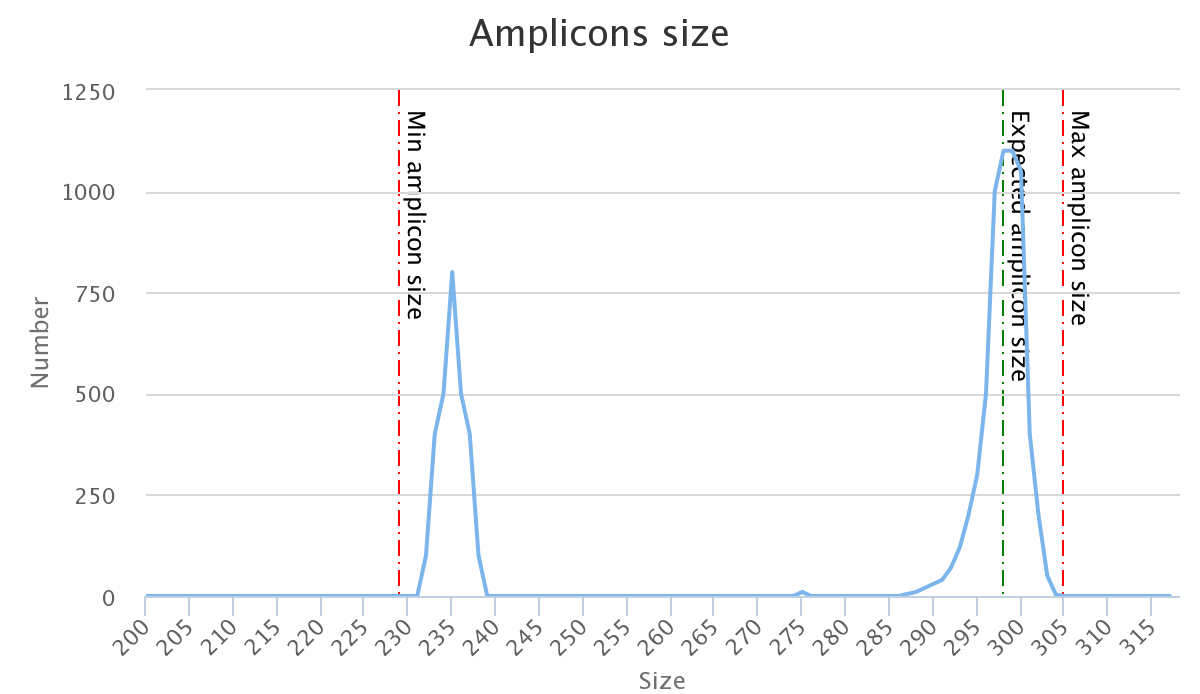 Amplicons size
1250
1000
750
500
250
0
Number
Min amplicon size
Expected amplicon size
Max amplicon size
200 205 210 215 220 225 230 235 240 245 250 255 260 265 270 275 280 285 290 295 300 305 310 315
Size